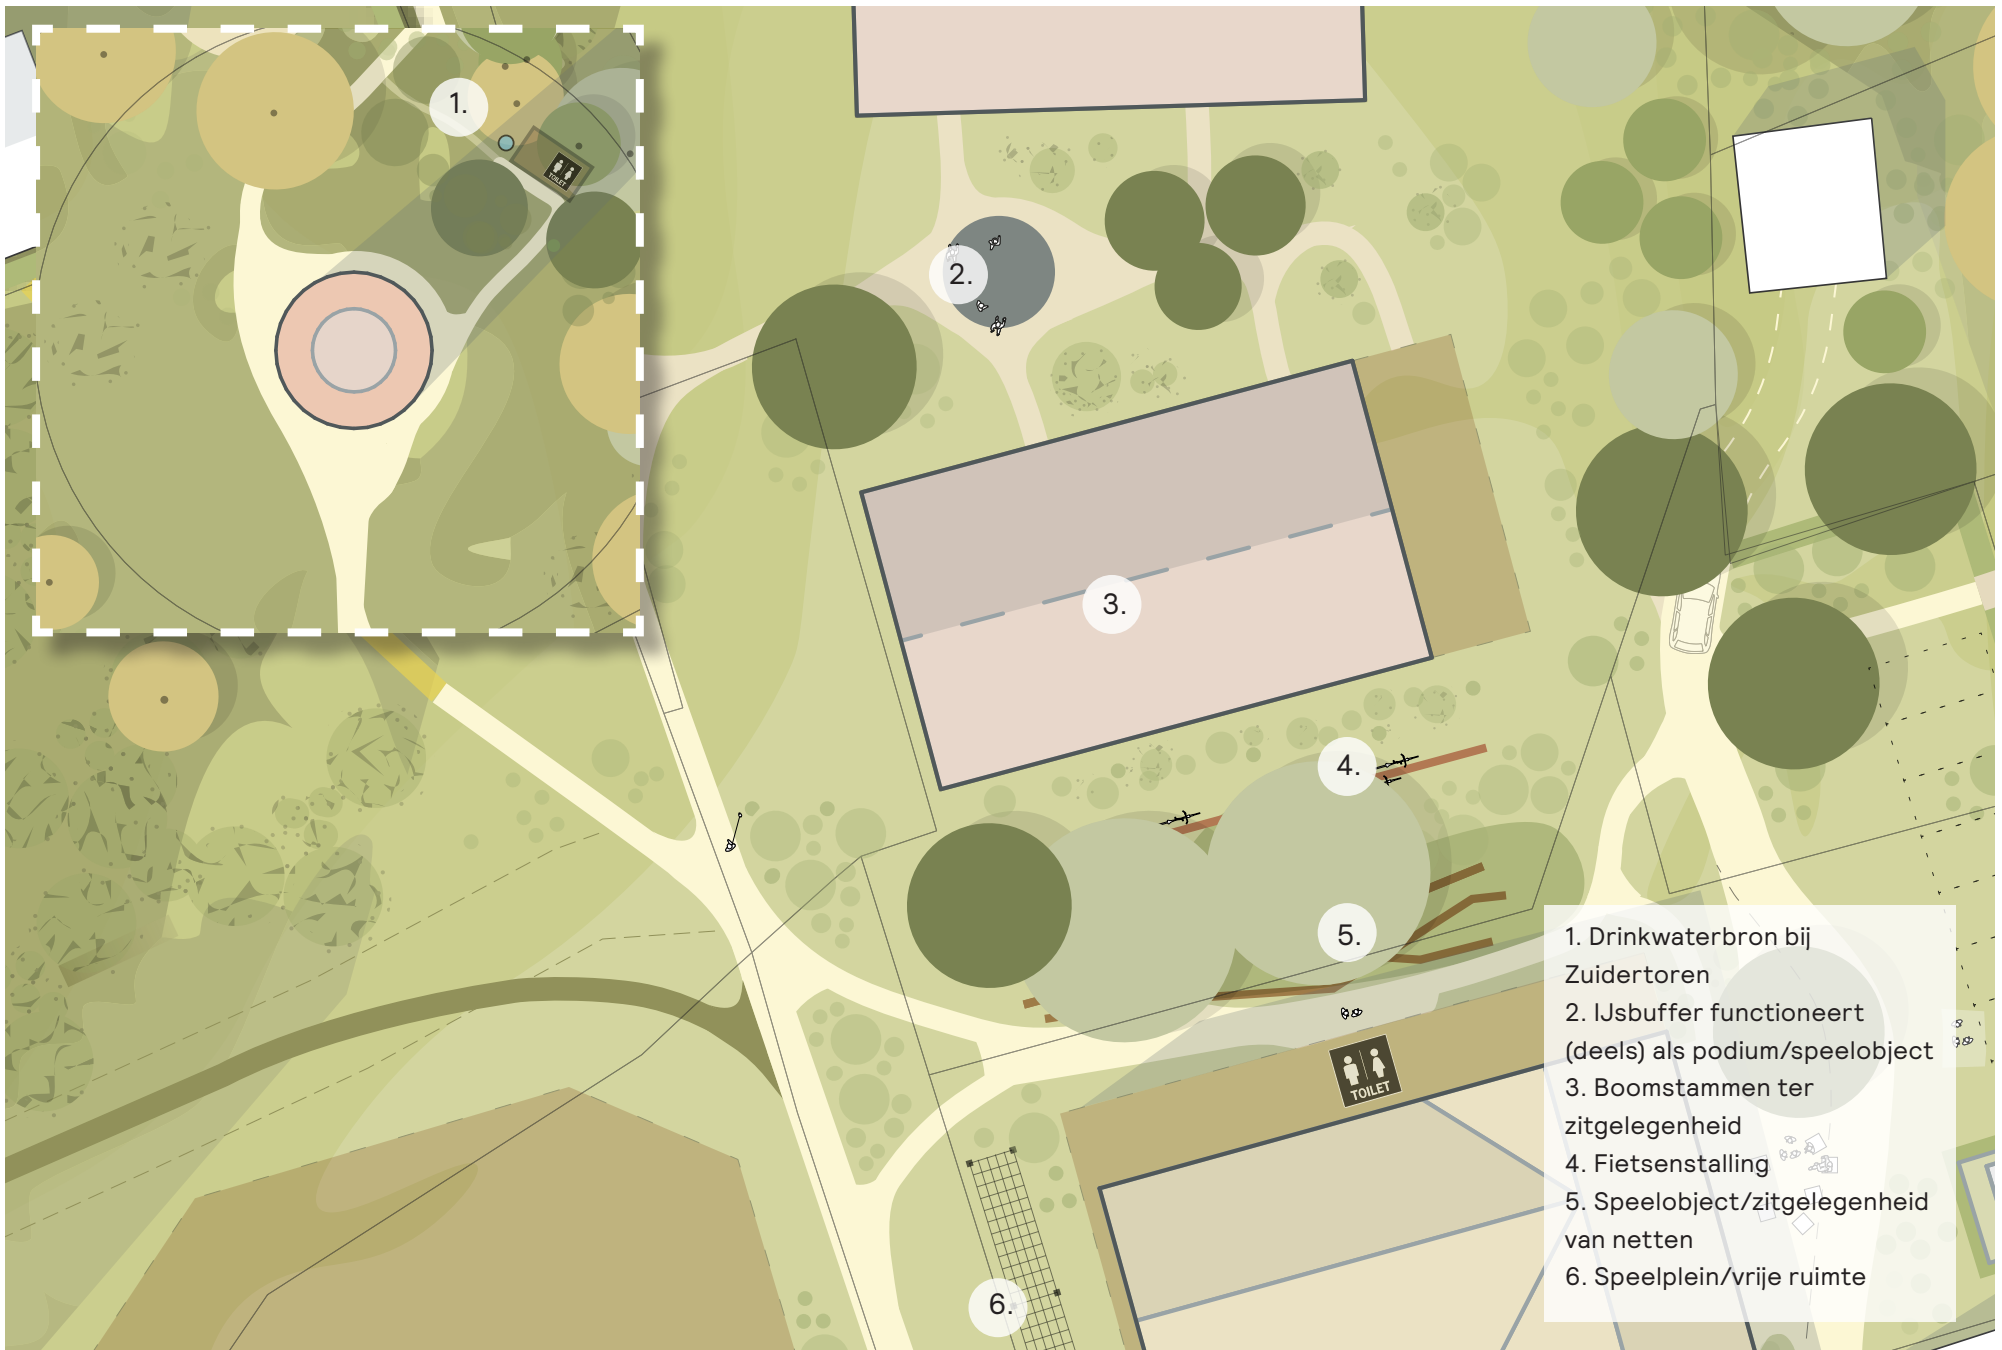 1.
TOILET
2.
3.
4.
5.
TOILET
6.
1. Drinkwaterbron bij
Zuidertoren
2. IJsbuffer functioneert
(deels) als podium/speelobject
3. Boomstammen ter
zitgelegenheid
4. Fietsenstalling
5. Speelobject/zitgelegenheid
van netten
6. Speelplein/vrije ruimte